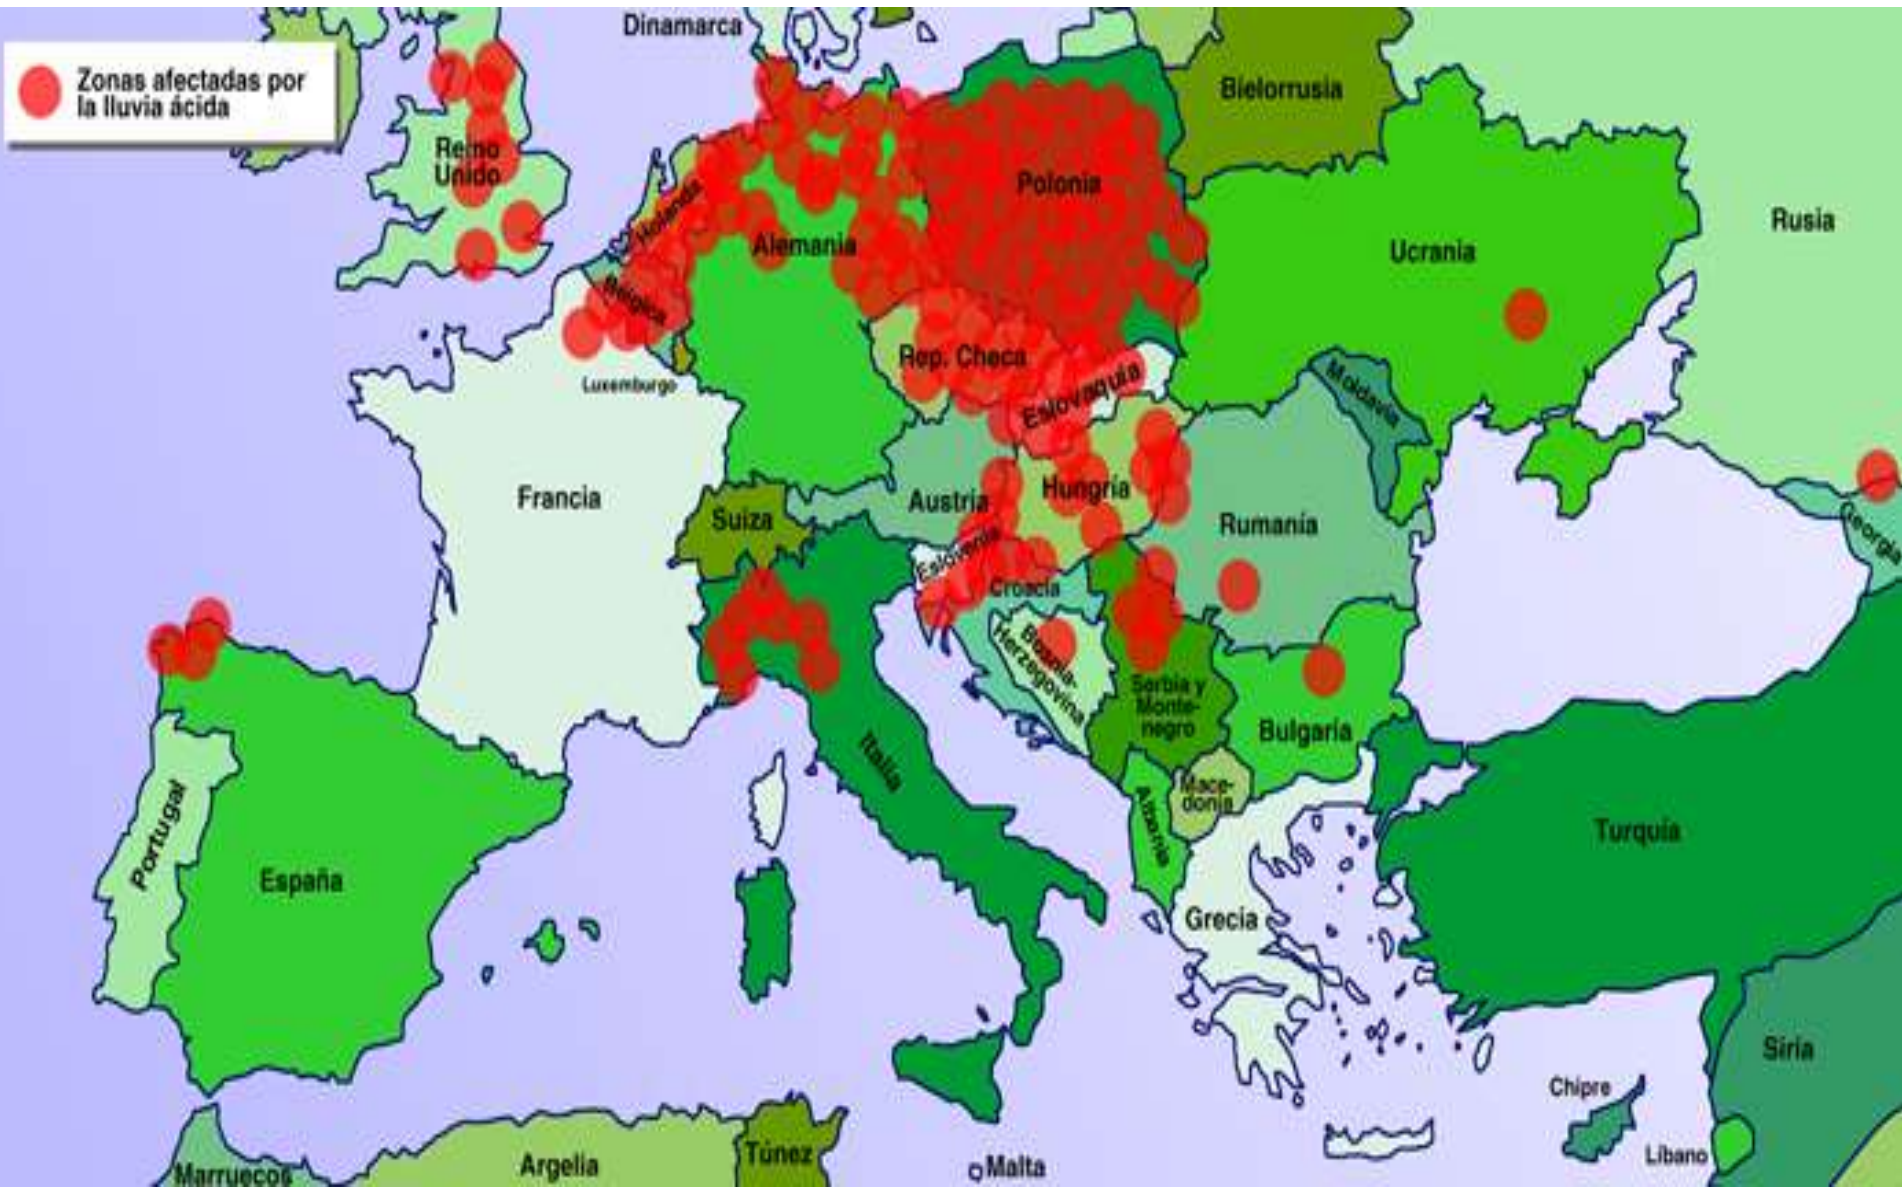 Zonas afectadas por
la lluvia ácida
Dinamarca
Bielorrusia
Reino
Unido
Polonia
Holanda
Rusia
Alemania
Ucrania
Bélgica
Rep. Checa
Luxemburgo
Eslovaquia
Moldavia
Francia
Suiza
Austria
Hungría
Rumanía
Georgia
Eslovenia
Croacia
Bosnia-
Herzegovina
Serbia y
Monte-
negro
Bulgaría
Italia
Mace-
donia
Albania
Portugal
España
Turquía
Grecia
Siria
Chipre
Líbano
Marruecos
Argelia
Túnez
Malta